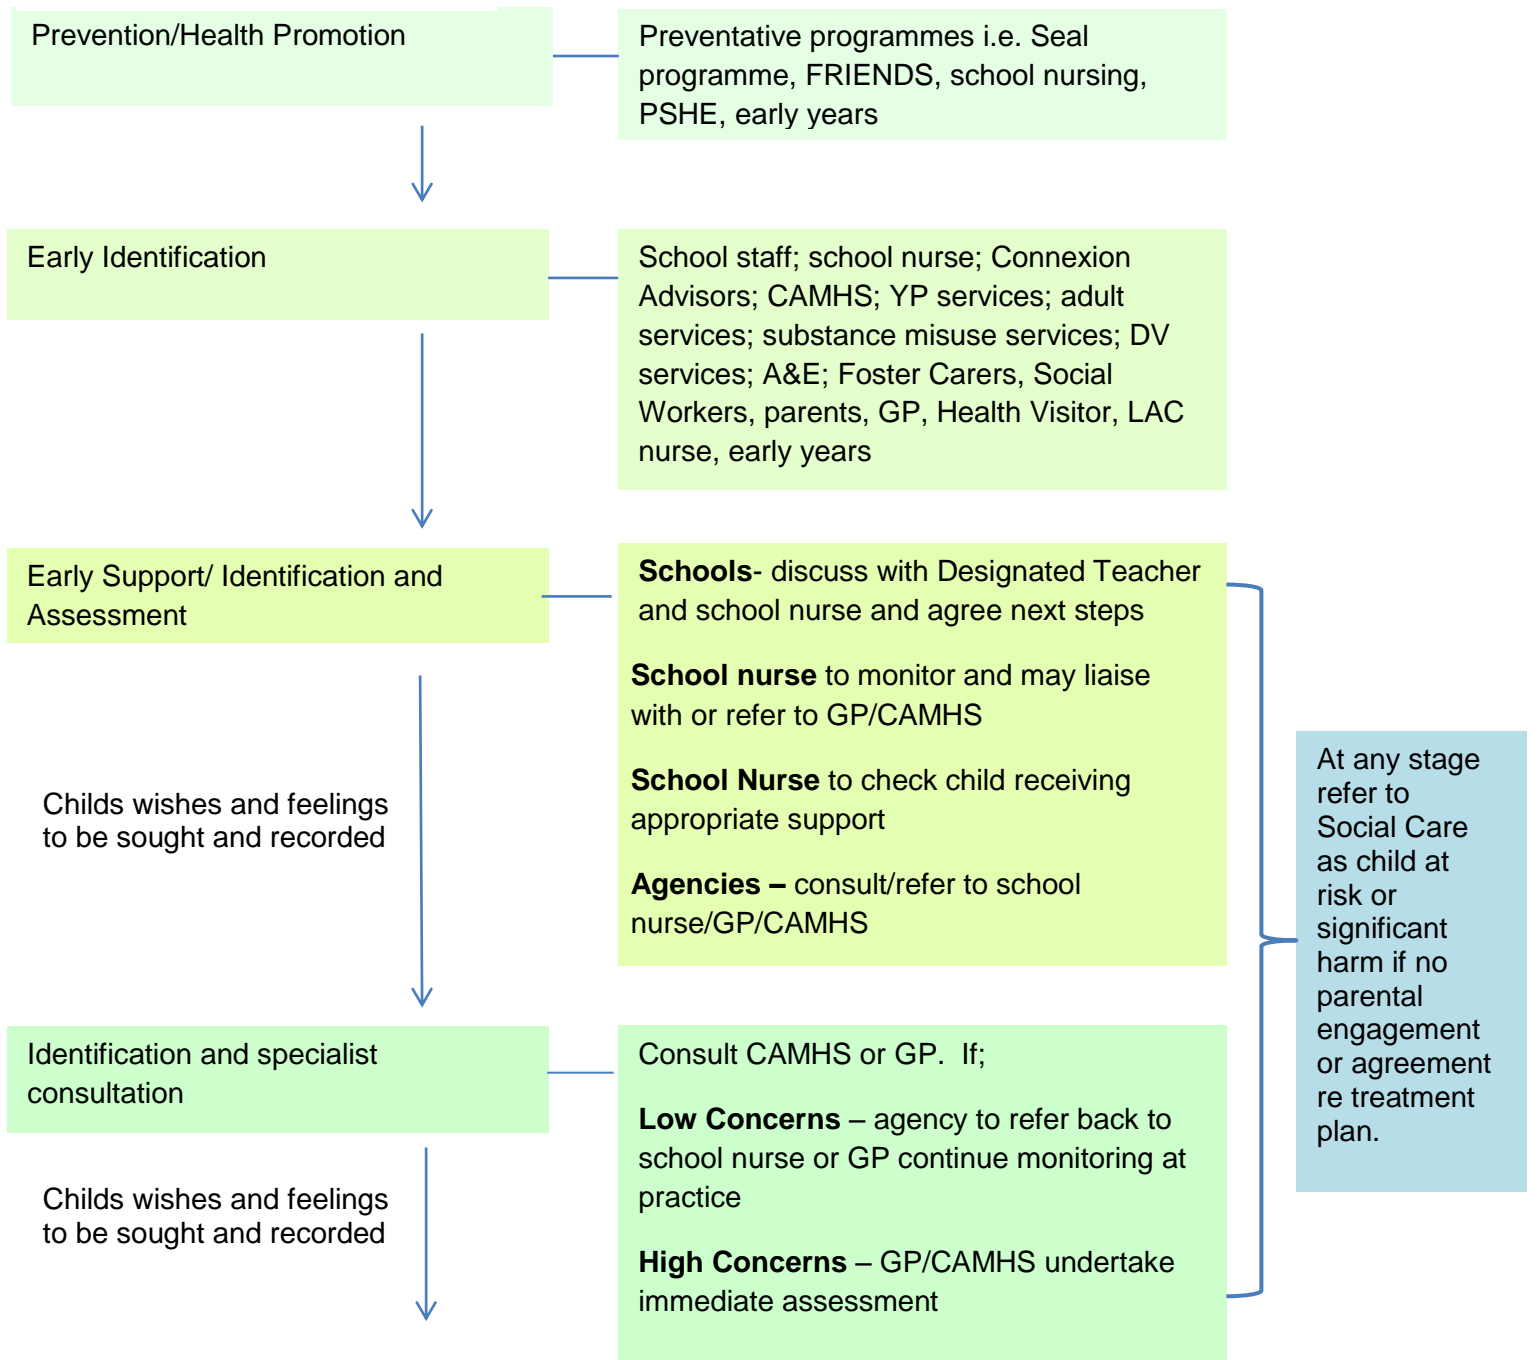 Prevention/Health Promotion
Preventative programmes i.e. Seal
programme, FRIENDS, school nursing,
PSHE, early years
Early Identification
School staff; school nurse; Connexion
Advisors; CAMHS; YP services; adult
services; substance misuse services; DV
services; A&E; Foster Carers, Social
Workers, parents, GP, Health Visitor, LAC
nurse, early years
Early Support/ Identification and
Assessment
Schools- discuss with Designated Teacher
and school nurse and agree next steps
School nurse to monitor and may liaise
with or refer to GP/CAMHS
School Nurse to check child receiving
appropriate support
Agencies – consult/refer to school
nurse/GP/CAMHS
Childs wishes and feelings
to be sought and recorded
At any stage
refer to
Social Care
as child at
risk or
significant
harm if no
parental
engagement
or agreement
re treatment
plan.
Identification and specialist
consultation
Consult CAMHS or GP.  If;
Low Concerns – agency to refer back to
school nurse or GP continue monitoring at
practice
High Concerns – GP/CAMHS undertake
immediate assessment
Childs wishes and feelings
to be sought and recorded